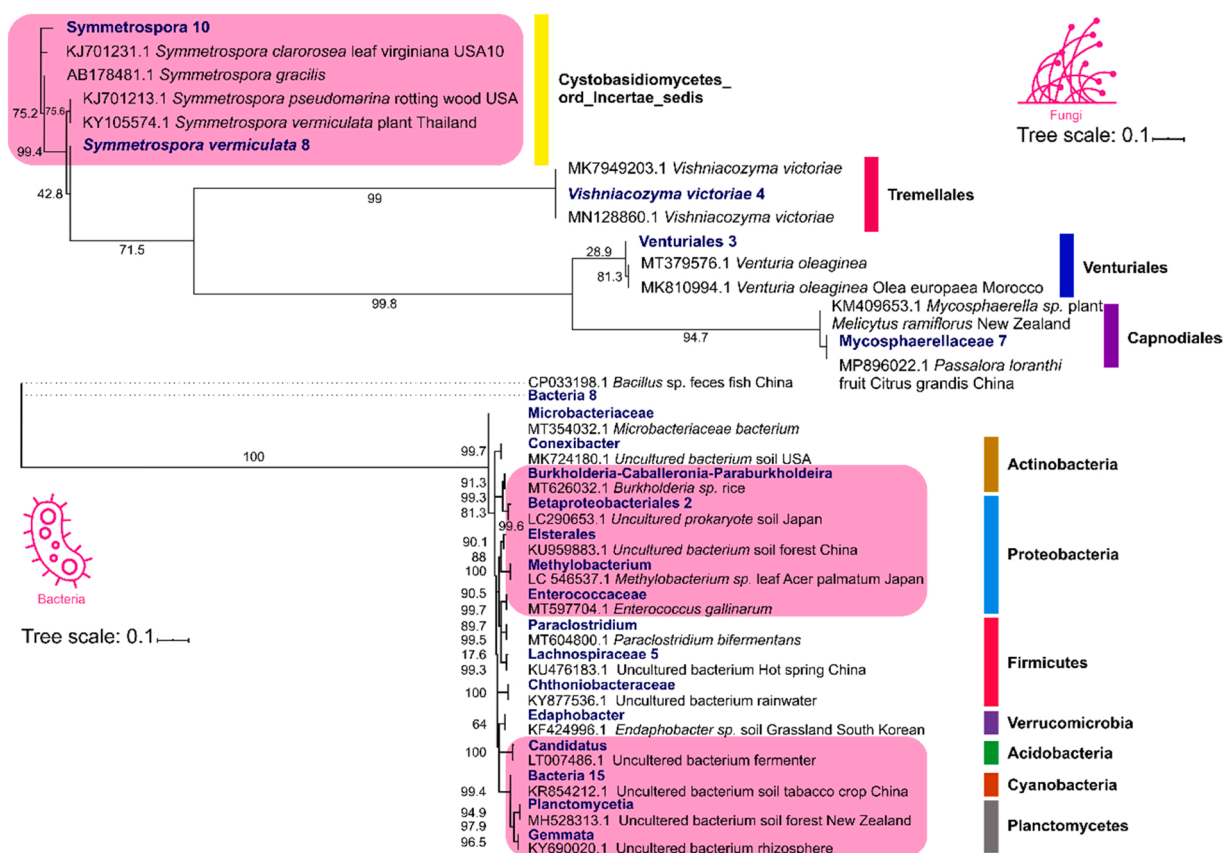 Symmetrospora 10
KJ701231.1 Symmetrospora clarorosea leaf virginiana USA10
AB178481.1 Symmetrospora gracilis
KJ701213.1 Symmetrospora pseudomarina rotting wood USA
KY105574.1 Symmetrospora vermiculata plant Thailand
Symmetrospora vermiculata 8
75.2
75.6
99.4
42.8
Cystobasidiomycetes_
ord_Incertae_sedis
Fungi
Tree scale: 0.1
MK7949203.1 Vishniacozyma victoriae
Vishniacozyma victoriae 4
MN128860.1 Vishniacozyma victoriae
99
Tremellales
71.5
Venturiales 3
MT379576.1 Venturia oleaginea
MK810994.1 Venturia oleaginea Olea europaea Morocco
28.9
81.3
Venturiales
99.8
KM409653.1 Mycosphaerella sp. plant
Melicytus ramiflorus New Zealand
Mycosphaerellaceae 7
MP896022.1 Passalora loranthi
fruit Citrus grandis China
94.7
Capnodiales
CP033198.1 Bacillus sp. feces fish China
Bacteria 8
Microbacteriaceae
MT354032.1 Microbacteriaceae bacterium
Conexibacter
MK724180.1 Uncultured bacterium soil USA
Burkholderia-Caballeronia-Paraburkholdeira
MT626032.1 Burkholderia sp. rice
Betaproteobacteriales 2
LC290653.1 Uncultured prokaryote soil Japan
Elsterales
KU959883.1 Uncultured bacterium soil forest China
Methylobacterium
LC 546537.1 Methylobacterium sp. leaf Acer palmatum Japan
Enterococcaceae
MT597704.1 Enterococcus gallinarum
Paraclostridium
MT604800.1 Paraclostridium bifermentans
Lachnospiraceae 5
KU476183.1 Uncultured bacterium Hot spring China
Chthoniobacteraceae
KY877536.1 Uncultured bacterium rainwater
Edaphobacter
KF424996.1 Endaphobacter sp. soil Grassland South Korean
Candidatus
LT007486.1 Uncultered bacterium fermenter
Bacteria 15
KR854212.1 Uncultured bacterium soil tabacco crop China
Planctomycetia
MH528313.1 Uncultured bacterium soil forest New Zealand
Gemmata
KY690020.1 Uncultured bacterium rhizosphere
100
99.7
91.3
99.3
81.3
99.6
90.1
88
100
90.5
99.7
89.7
99.5
17.6
99.3
100
64
100
99.4
94.9
97.9
96.5
Bacteria
Tree scale: 0.1
Actinobacteria
Proteobacteria
Firmicutes
Verrucomicrobia
Acidobacteria
Cyanobacteria
Planctomycetes